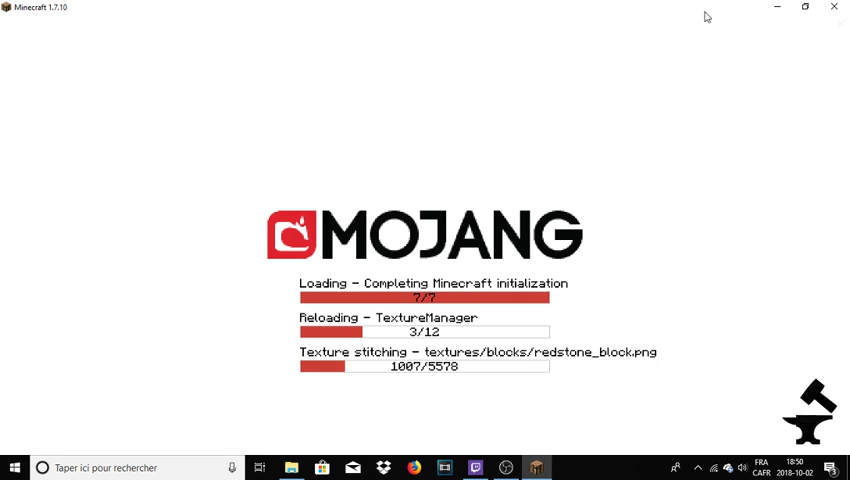 Minecraft 1.7.10
MOJANG
Loading - Completing Minecraft initialization
7/7
Reloading - TextureManager
3/12
Texture stitching - textures/blocks/redstone_block.png
1007/5578
Taper ici pour rechercher
FRA
CAFR
18:50
2018-10-02
3